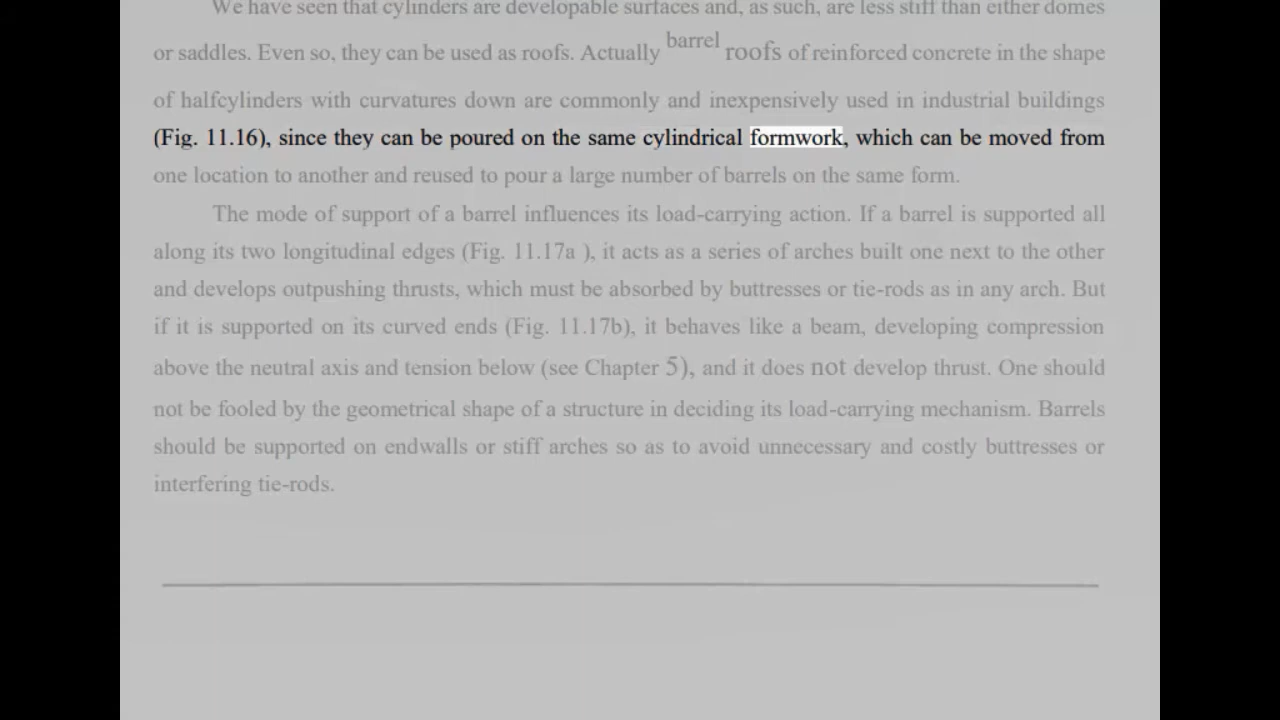 We have seen that cylinders are developable surfaces and, as such, are less stiff than either domes
or saddles. Even so, they can be used as roofs. Actually barrel roofs of reinforced concrete in the shape
of halfcylinders with curvatures down are commonly and inexpensively used in industrial buildings
(Fig. 11.16), since they can be poured on the same cylindrical formwork, which can be moved from
one location to another and reused to pour a large number of barrels on the same form.
The mode of support of a barrel influences its load-carrying action. If a barrel is supported all
along its two longitudinal edges (Fig. 11.17a ), it acts as a series of arches built one next to the other
and develops outpushing thrusts, which must be absorbed by buttresses or tie-rods as in any arch. But
if it is supported on its curved ends (Fig. 11.17b), it behaves like a beam, developing compression
above the neutral axis and tension below (see Chapter 5), and it does not develop thrust. One should
not be fooled by the geometrical shape of a structure in deciding its load-carrying mechanism. Barrels
should be supported on endwalls or stiff arches so as to avoid unnecessary and costly buttresses or
interfering tie-rods.